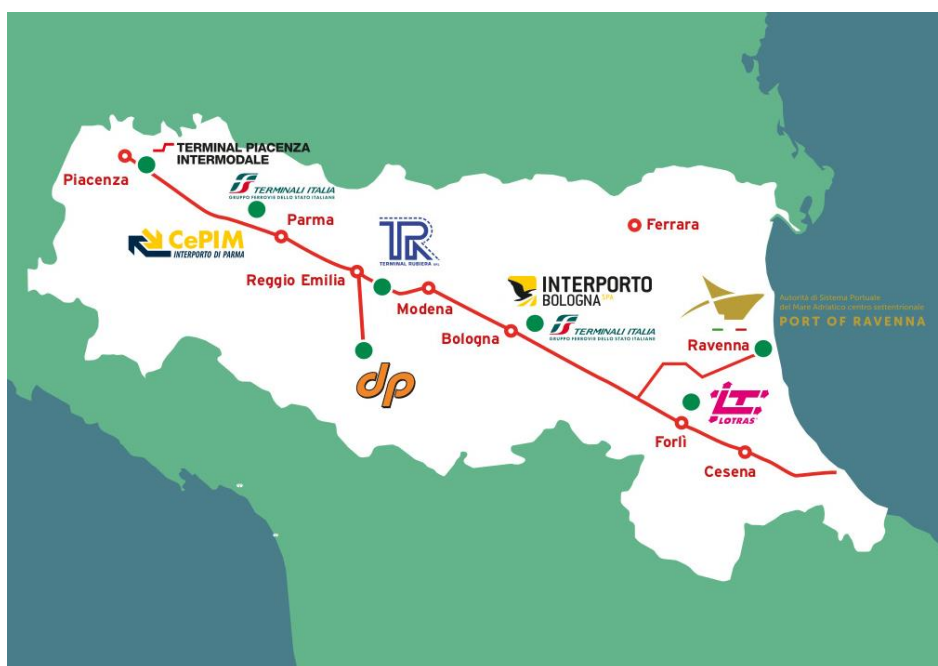 TERMINAL PIACENZA
INTERMODALE
Piacenza
TERMINALI ITALIA
GRUPPO FERROVIE DELLO STATO ITALIANE
Parma
CePIM
INTERPORTO DI PARMA
TR
TERMINAL RUBIERA SRL
Ferrara
Reggio Emilia
Modena
INTERPORTO
BOLOGNA SPA
TERMINALI ITALIA
GRUPPO FERROVIE DELLO STATO ITALIANE
Bologna
Autorità di Sistema Portuale
del Mare Adriatico centro settentrionale
PORT OF RAVENNA
Ravenna
dp
LT
LOTRAS
Forlì
Cesena